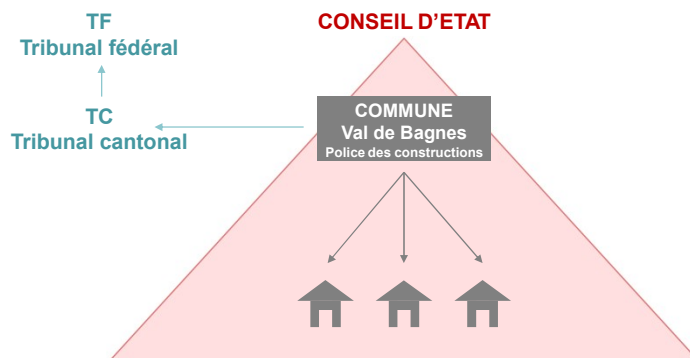 TF
Tribunal fédéral
TC
Tribunal cantonal
CONSEIL D'ETAT
COMMUNE
Val de Bagnes
Police des constructions